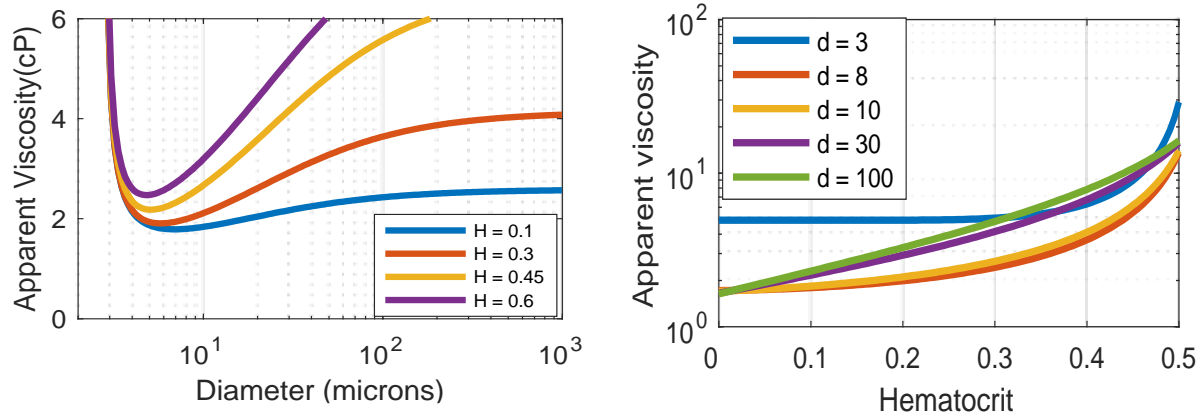 Apparent Viscosity(cP)
6
4
2
0
10^1
10^2
10^3
Diameter (microns)
H = 0.1
H = 0.3
H = 0.45
H = 0.6
Apparent viscosity
10^2
10^1
10^0
0
0.1
0.2
0.3
0.4
0.5
Hematocrit
d = 3
d = 8
d = 10
d = 30
d = 100